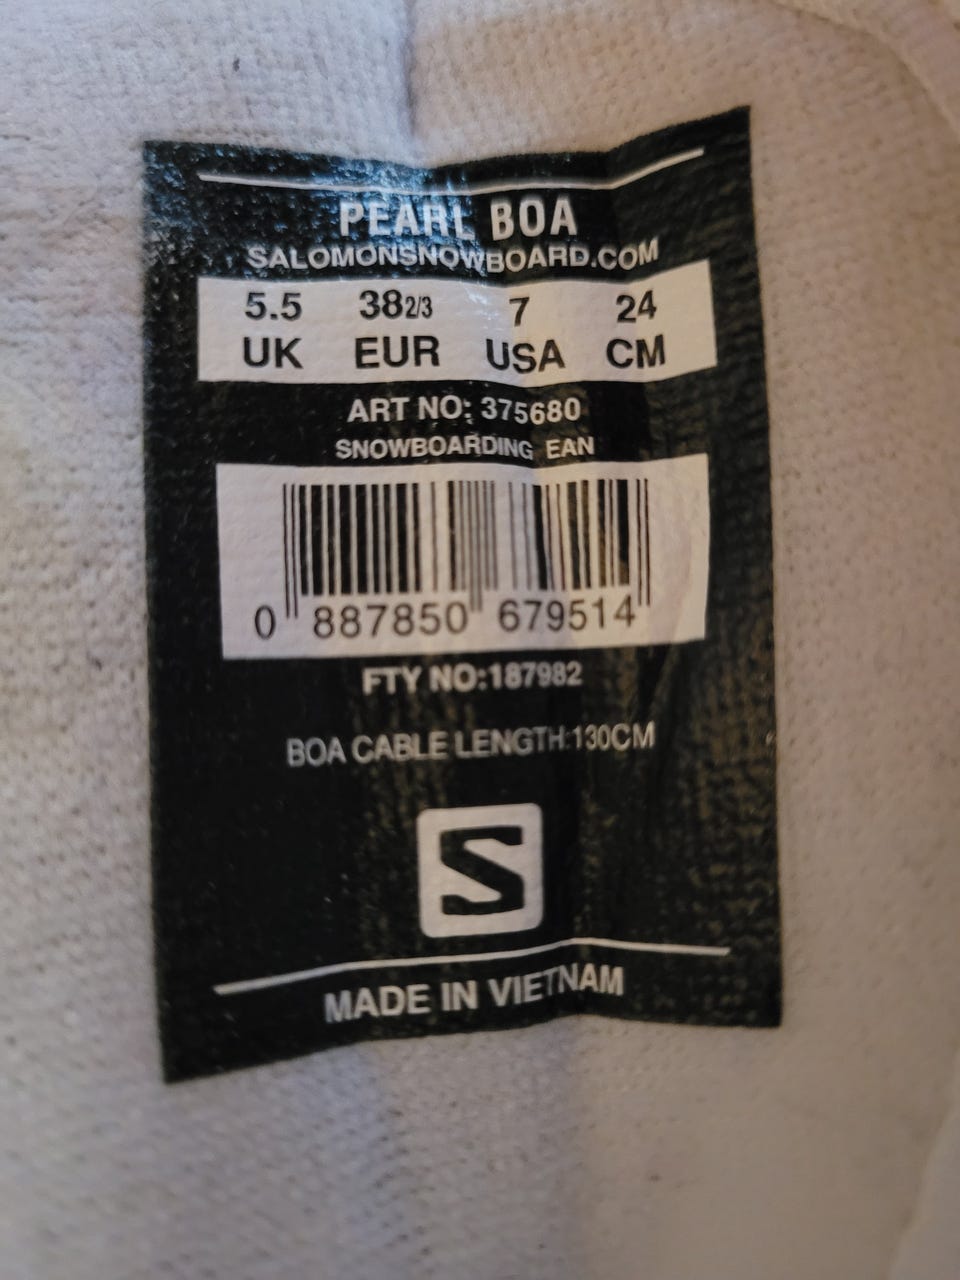 PEARL BOA
SALOMONSNOWBOARD.COM
5.5 38 2/3 7 24
UK EUR USA CM
ART NO: 375680
SNOWBOARDING EAN
0 887850 679514
FTY NO:187982
BOA CABLE LENGTH:130CM
S
MADE IN VIETNAM